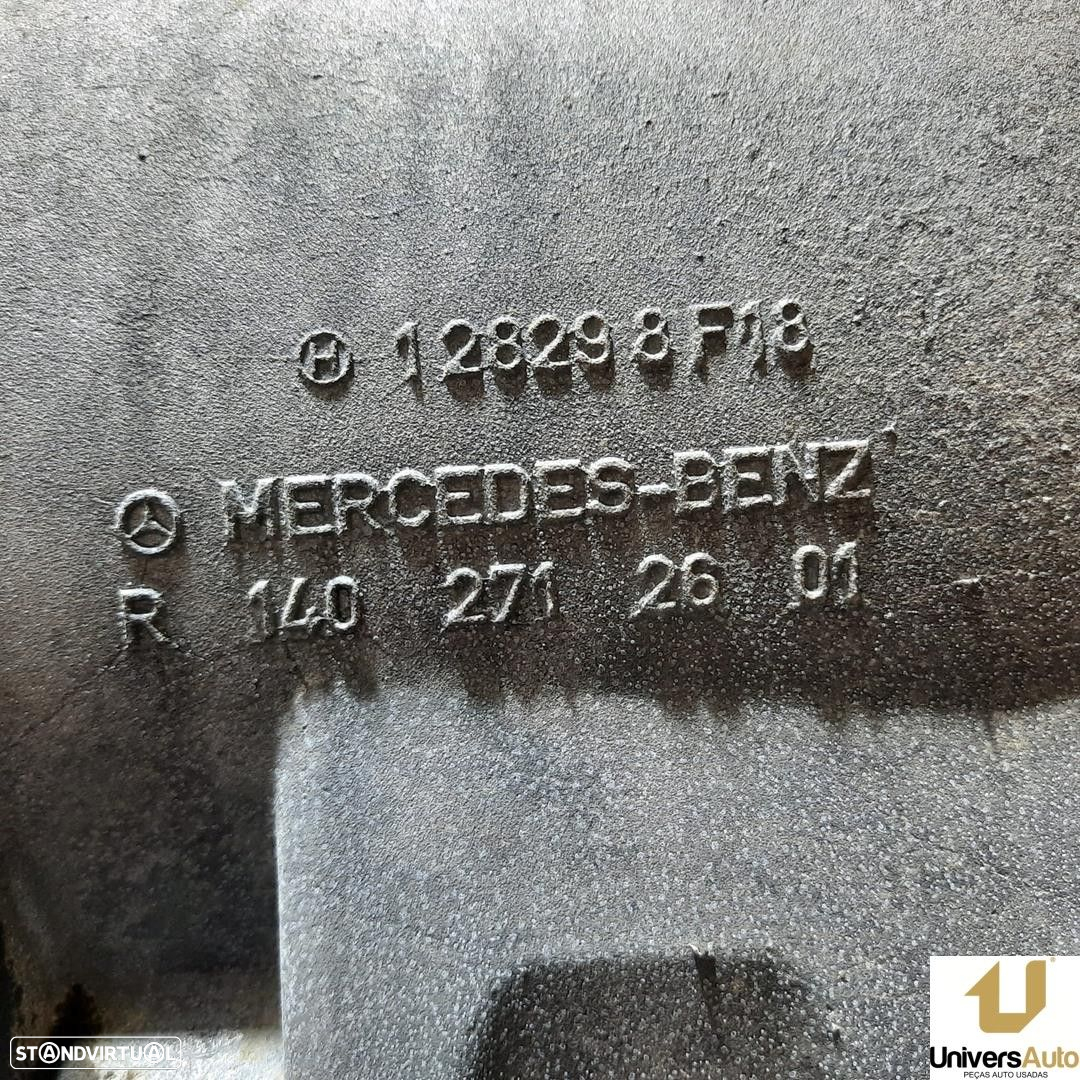 H 128298 F18
MERCEDES-BENZ
R 140 271 26 01
STANDVIRTUAL
UniversAuto
PEÇAS AUTO USADAS